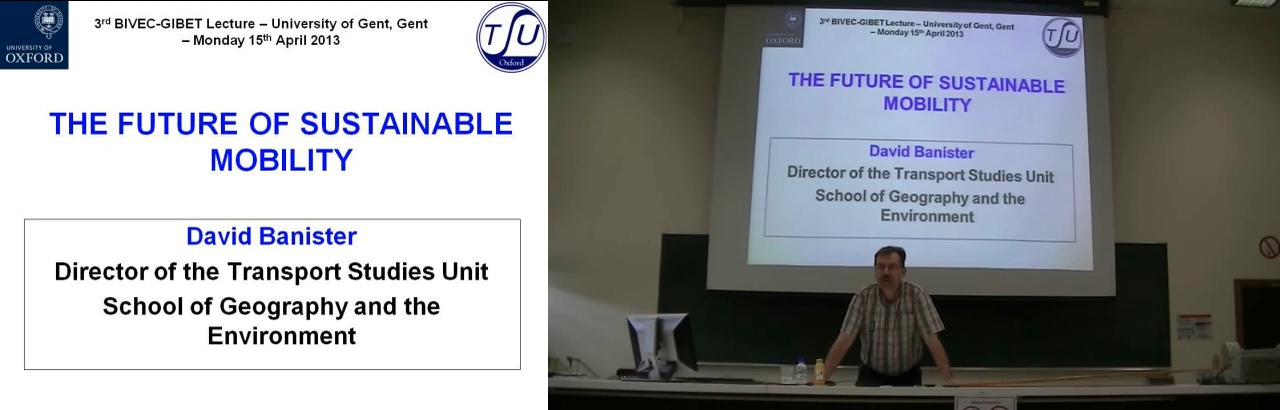 UNIVERSITY OF
OXFORD
3rd BIVEC-GIBET Lecture – University of Gent, Gent
– Monday 15th April 2013
TSU
Oxford
THE FUTURE OF SUSTAINABLE
MOBILITY
David Banister
Director of the Transport Studies Unit
School of Geography and the
Environment
OXFORD
3rd BIVEC-GIBET Lecture – University of Gent, Gent
– Monday 15th April 2013
TSU
THE FUTURE OF SUSTAINABLE
MOBILITY
David Banister
Director of the Transport Studies Unit
School of Geography and the
Environment